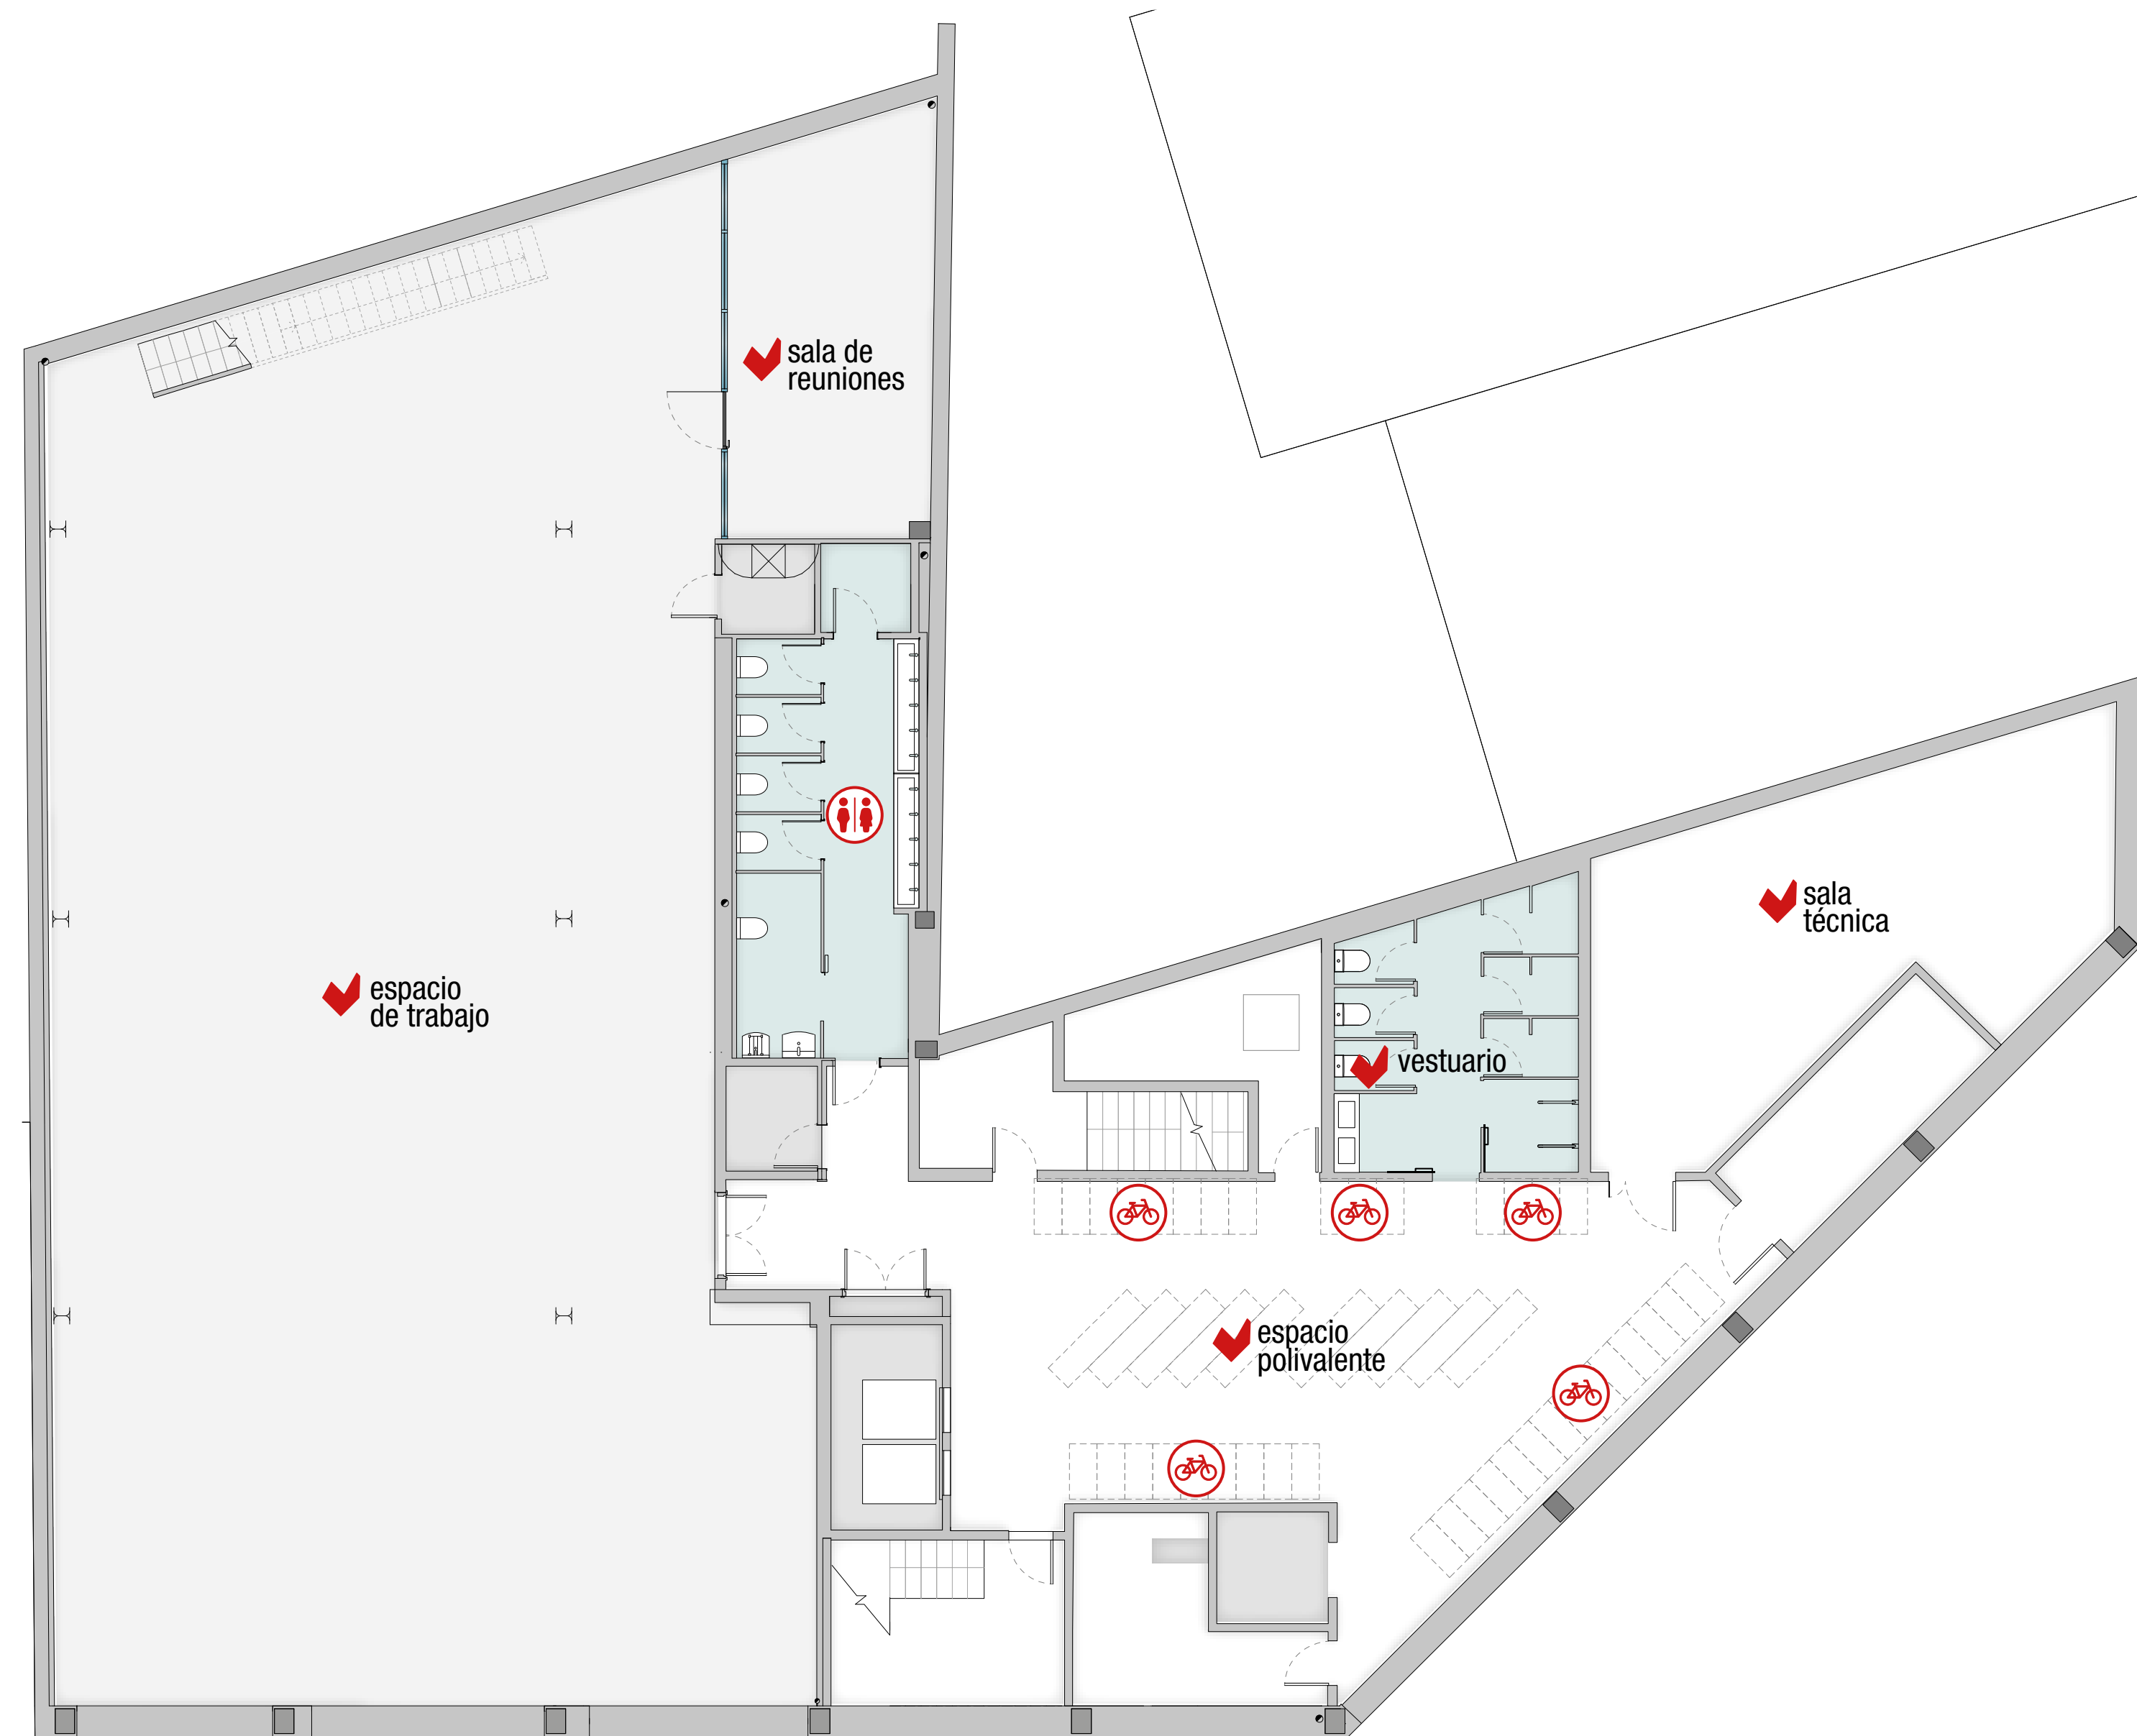 sala de
reuniones
sala
técnica
espacio
de trabajo
vestuario
espacio
polivalente